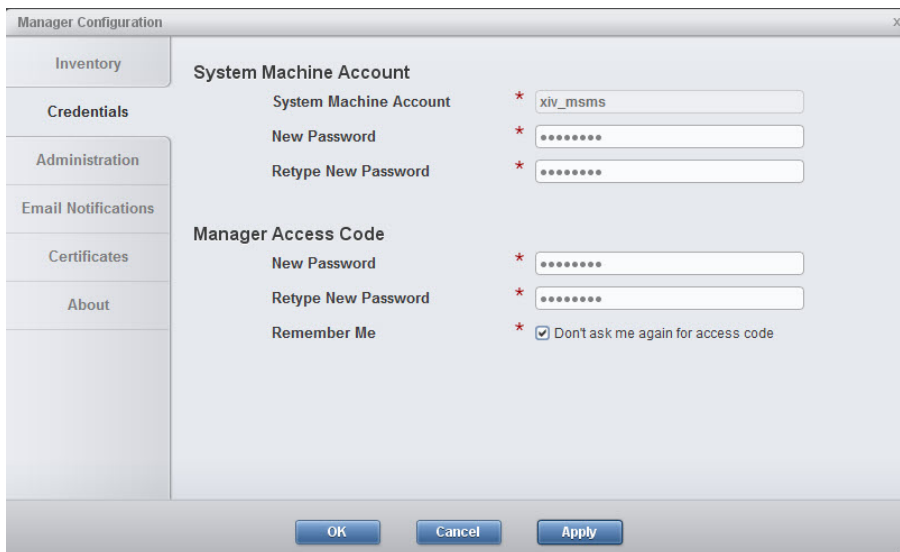 Manager Configuration
x
Inventory
Credentials
Administration
Email Notifications
Certificates
About
System Machine Account
System Machine Account * xiv_msms
New Password * ●●●●●●●●
Retype New Password * ●●●●●●●●
Manager Access Code
New Password * ●●●●●●●●
Retype New Password * ●●●●●●●●
Remember Me * Don't ask me again for access code
OK Cancel Apply